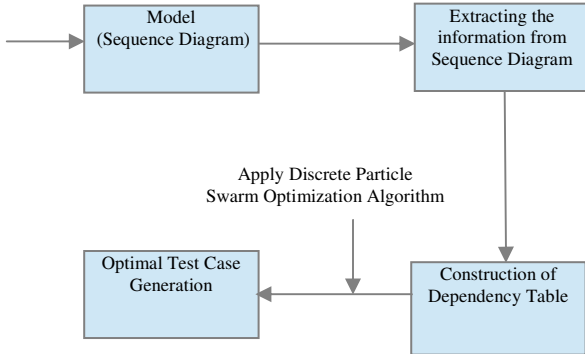 Model
(Sequence Diagram)
Extracting the
information from
Sequence Diagram
Apply Discrete Particle
Swarm Optimization Algorithm
Optimal Test Case
Generation
Construction of
Dependency Table